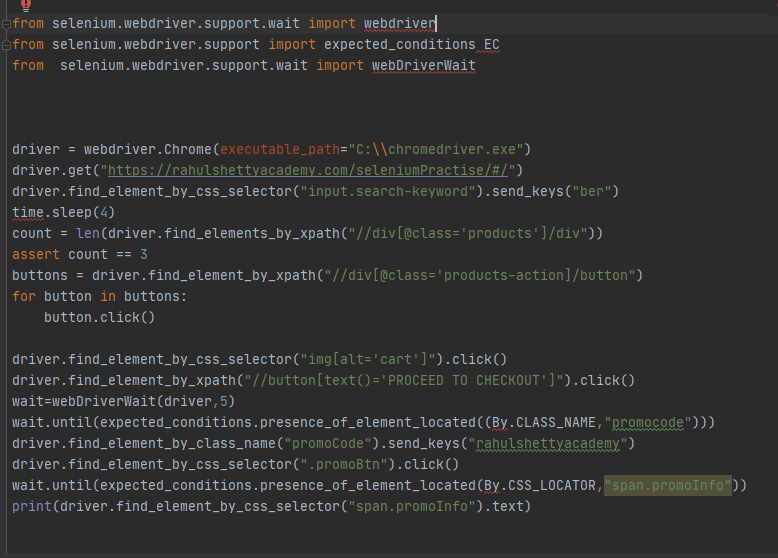 from selenium.webdriver.support.wait import webdriver
from selenium.webdriver.support import expected_conditions EC
from  selenium.webdriver.support.wait import webDriverWait
driver = webdriver.Chrome(executable_path="C:\\chromedriver.exe")
driver.get("https://rahulshettyacademy.com/seleniumPractise/#/")
driver.find_element_by_css_selector("input.search-keyword").send_keys("ber")
time.sleep(4)
count = len(driver.find_elements_by_xpath("//div[@class='products']/div"))
assert count == 3
buttons = driver.find_element_by_xpath("//div[@class='products-action]/button")
for button in buttons:
    button.click()
driver.find_element_by_css_selector("img[alt='cart']").click()
driver.find_element_by_xpath("//button[text()='PROCEED TO CHECKOUT']").click()
wait=webDriverWait(driver,5)
wait.until(expected_conditions.presence_of_element_located((By.CLASS_NAME,"promocode")))
driver.find_element_by_class_name("promoCode").send_keys("rahulshettyacademy")
driver.find_element_by_css_selector(".promoBtn").click()
wait.until(expected_conditions.presence_of_element_located(By.CSS_LOCATOR,"span.promoInfo"))
print(driver.find_element_by_css_selector("span.promoInfo").text)